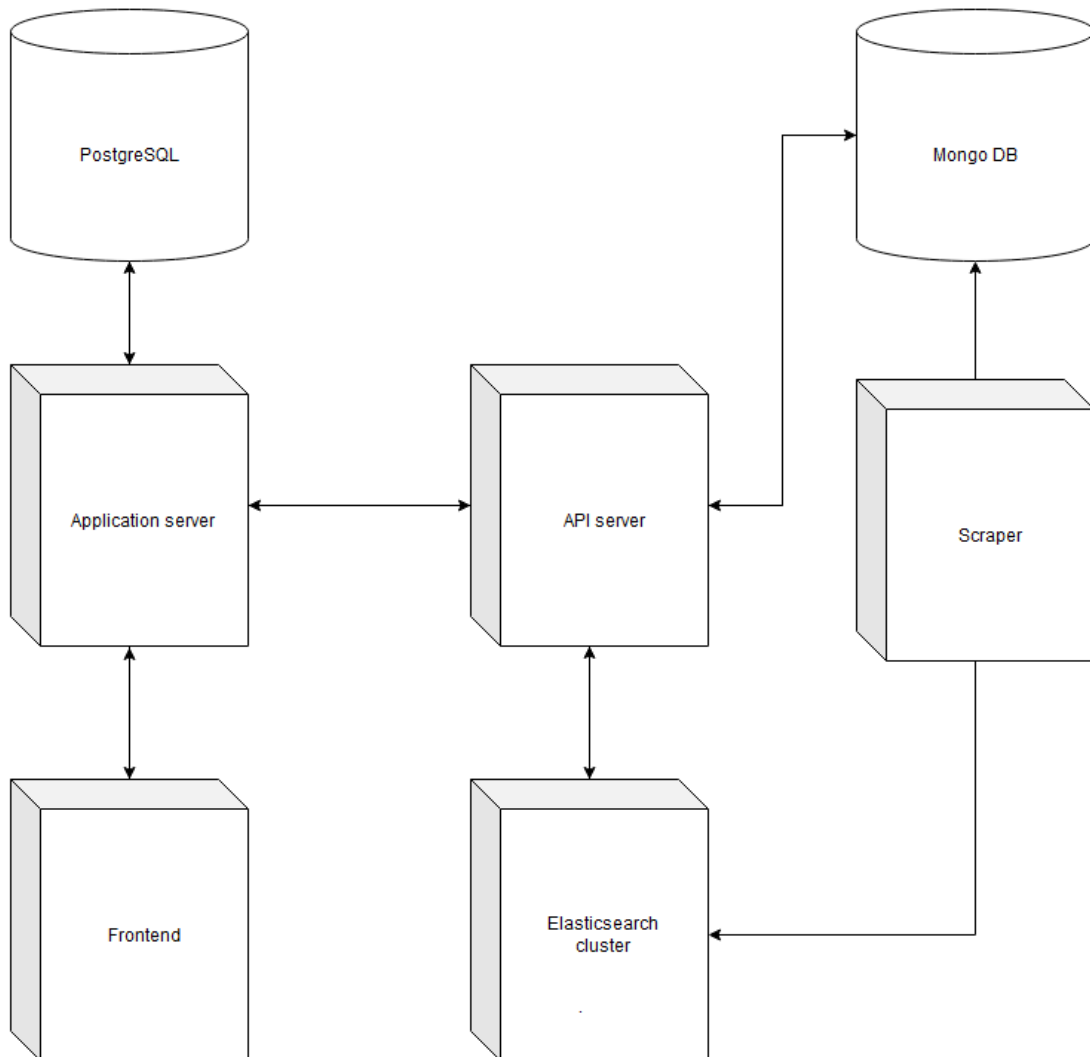 PostgreSQL
Mongo DB
Application server
API server
Scraper
Frontend
Elasticsearch
cluster
.